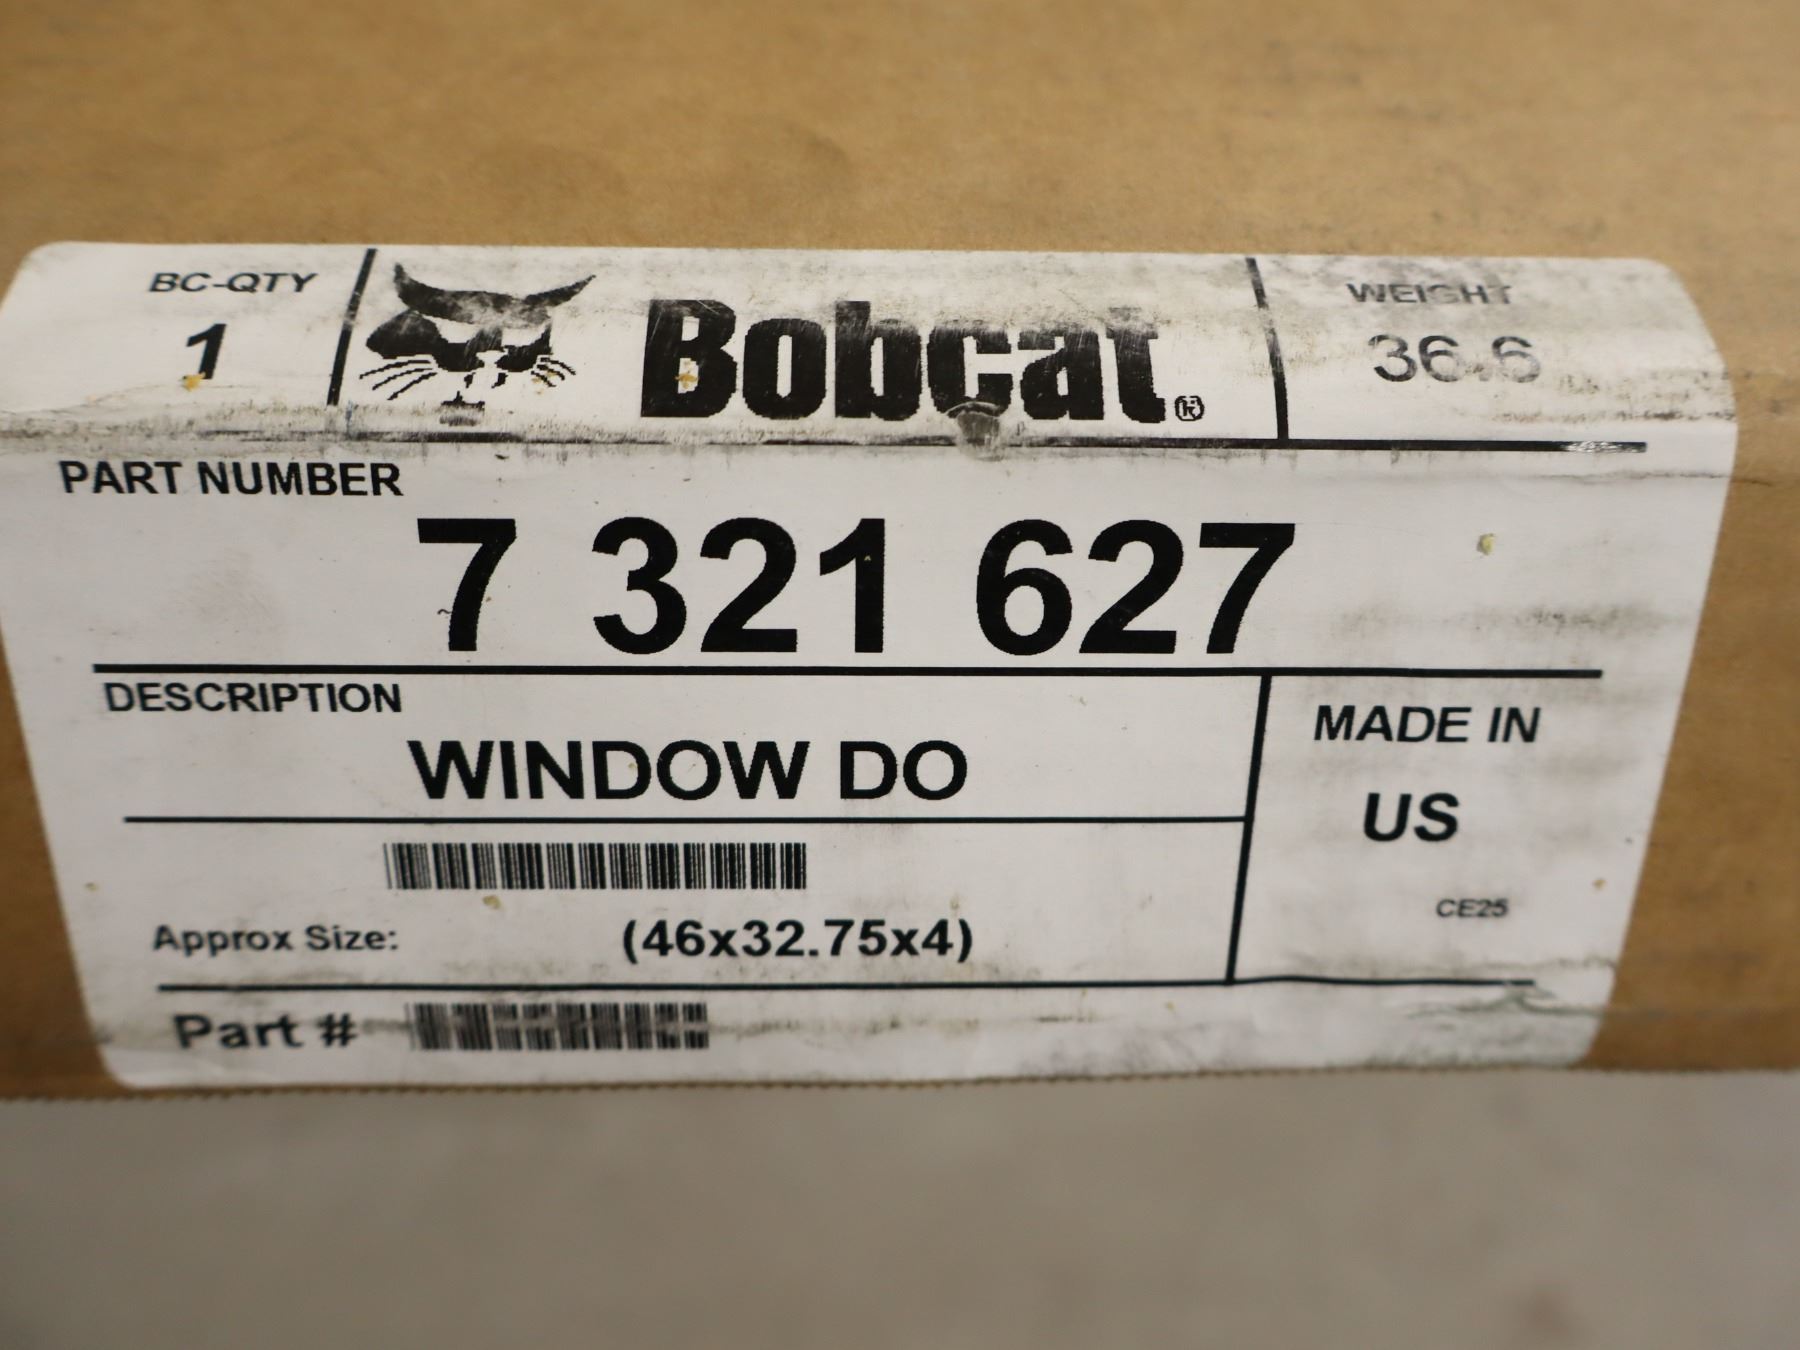 BC-QTY
1
Bobcat®
WEIGHT
36.6
PART NUMBER
7 321 627
DESCRIPTION
WINDOW DO
MADE IN
US
CE25
Approx Size: (46x32.75x4)
Part #